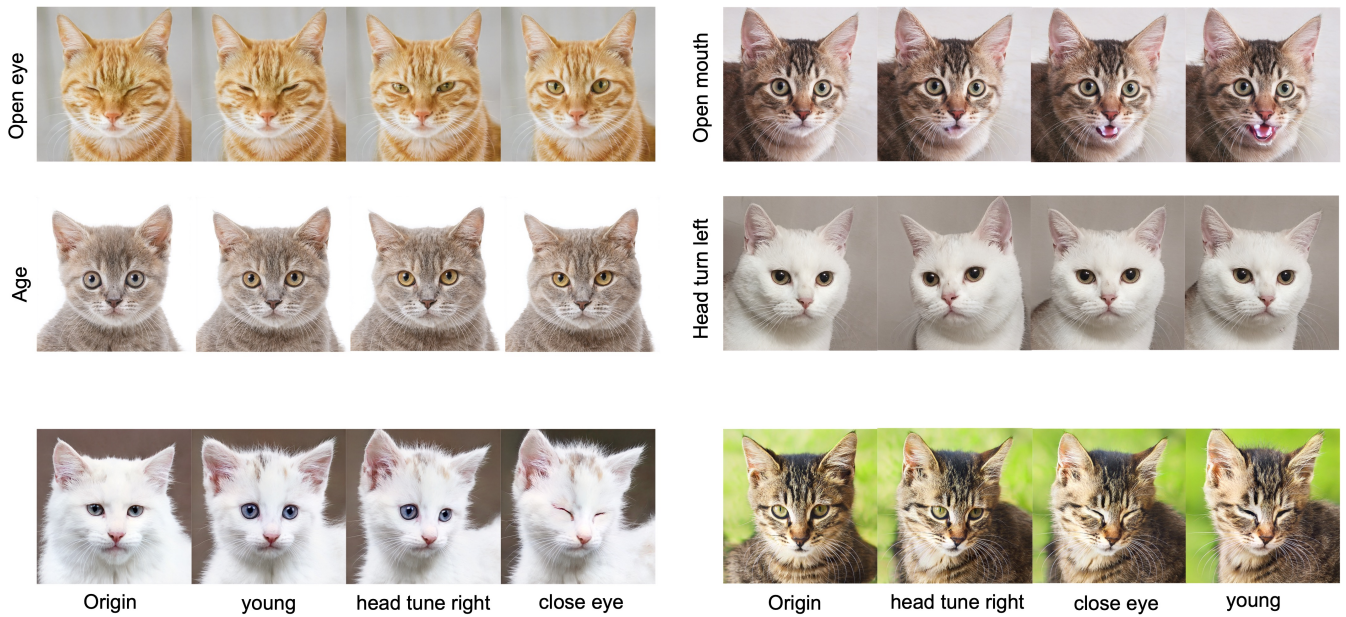 Open eye
Open mouth
Age
Head turn left
Origin
young
head tune right
close eye
Origin
head tune right
close eye
young